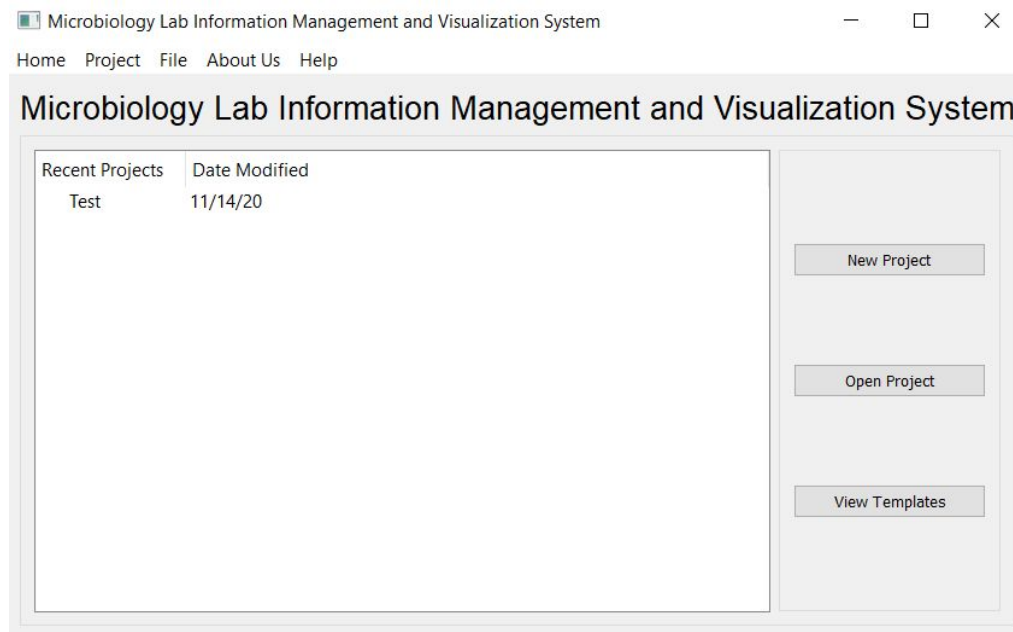 Microbiology Lab Information Management and Visualization System
Home Project File About Us Help
Microbiology Lab Information Management and Visualization System
Recent Projects Date Modified
Test 11/14/20
New Project
Open Project
View Templates